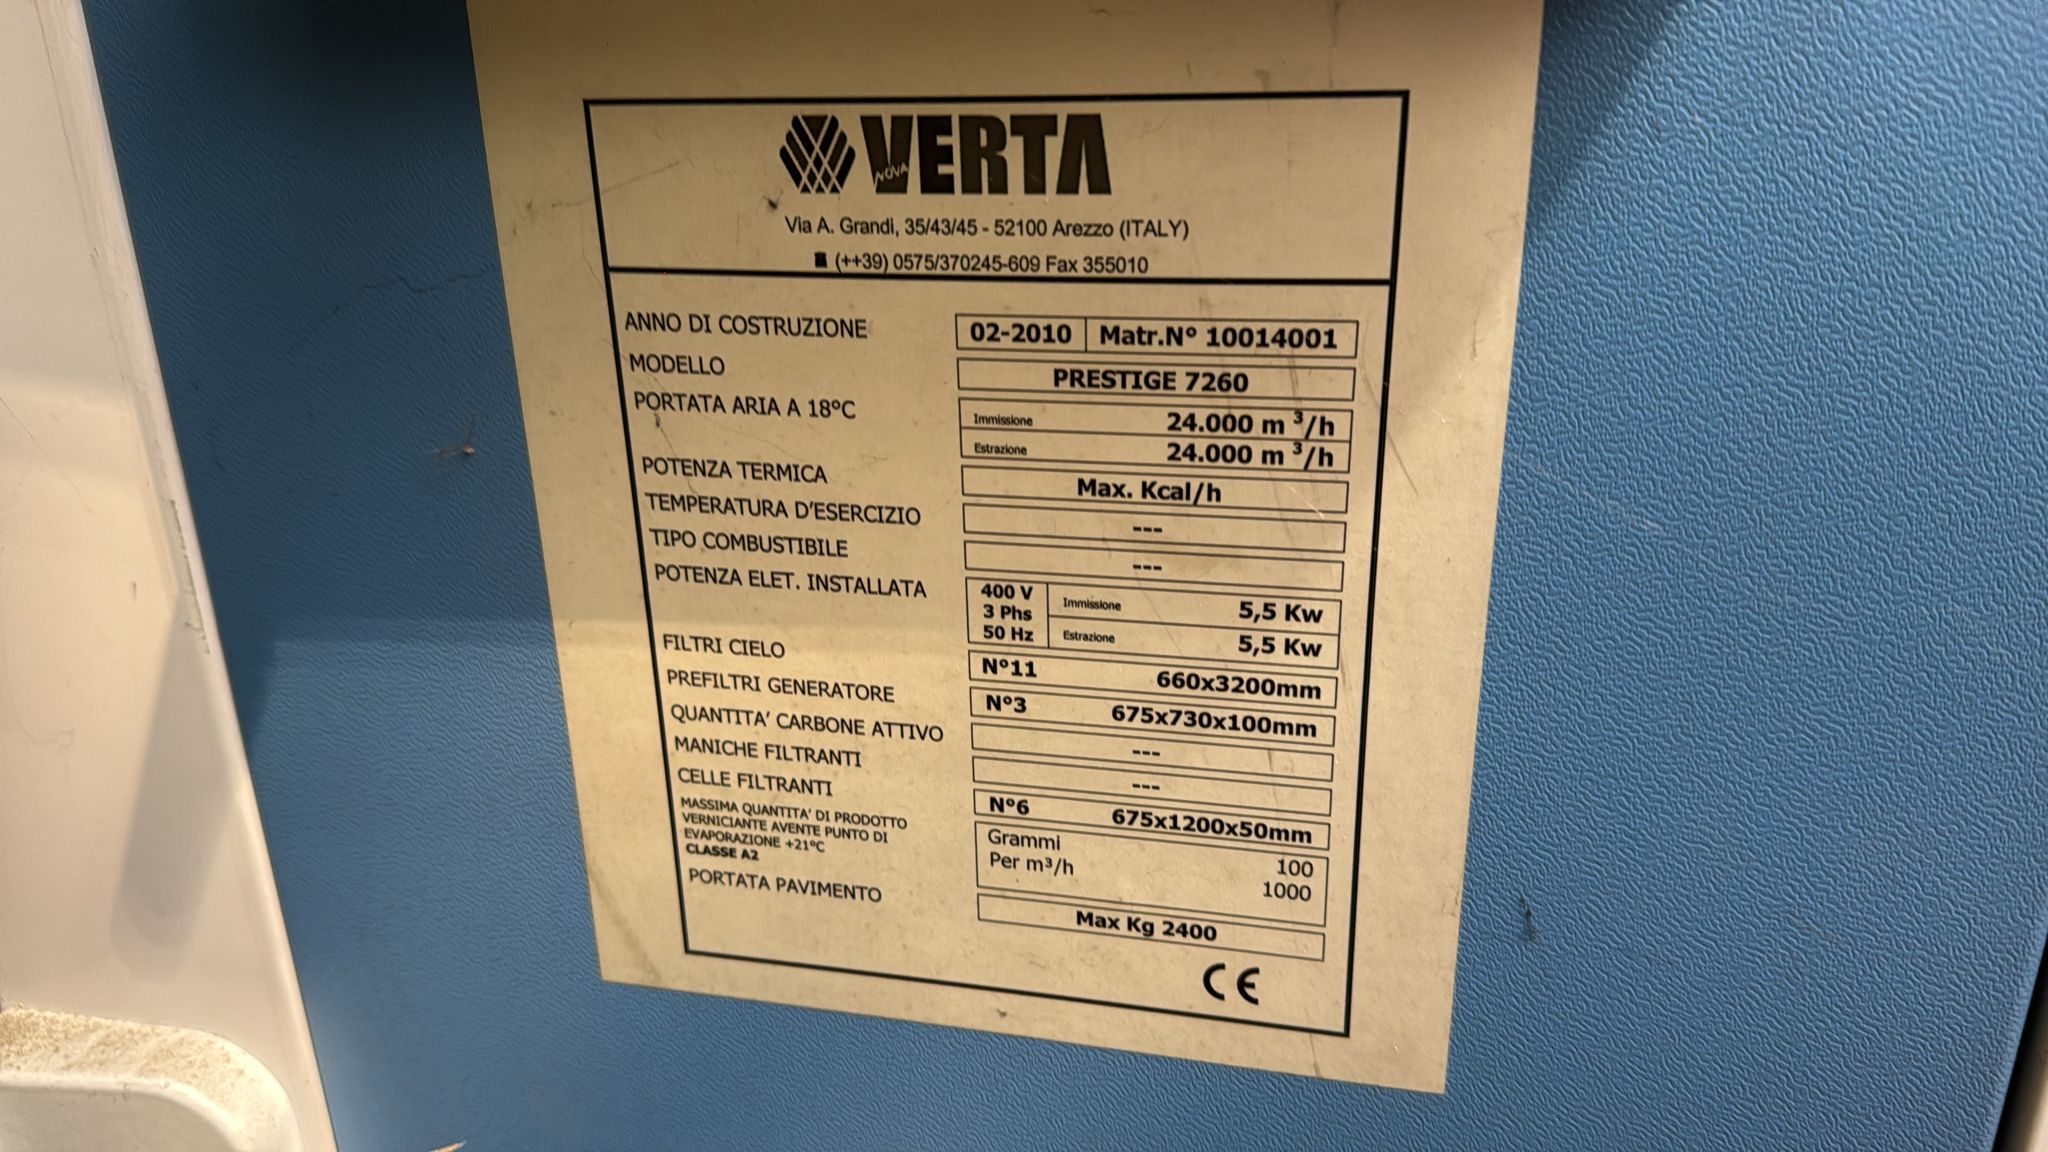 NOVA VERTA
Via A. Grandi, 35/43/45 - 52100 Arezzo (ITALY)
☎ (++39) 0575/370245-609 Fax 355010
ANNO DI COSTRUZIONE 02-2010 Matr.N° 10014001
MODELLO PRESTIGE 7260
PORTATA ARIA A 18°C Immissione 24.000 m³/h
Estrazione 24.000 m³/h
POTENZA TERMICA Max. Kcal/h
TEMPERATURA D'ESERCIZIO ---
TIPO COMBUSTIBILE ---
POTENZA ELET. INSTALLATA 400 V 3 Phs 50 Hz Immissione 5,5 Kw
Estrazione 5,5 Kw
FILTRI CIELO N°11 660x3200mm
PREFILTRI GENERATORE N°3 675x730x100mm
QUANTITA' CARBONE ATTIVO ---
MANICHE FILTRANTI ---
CELLE FILTRANTI N°6 675x1200x50mm
MASSIMA QUANTITA' DI PRODOTTO
VERNICIANTE AVENTE PUNTO DI
EVAPORAZIONE +21°C
CLASSE A2
Grammi 100
Per m³/h 1000
PORTATA PAVIMENTO Max Kg 2400
CE